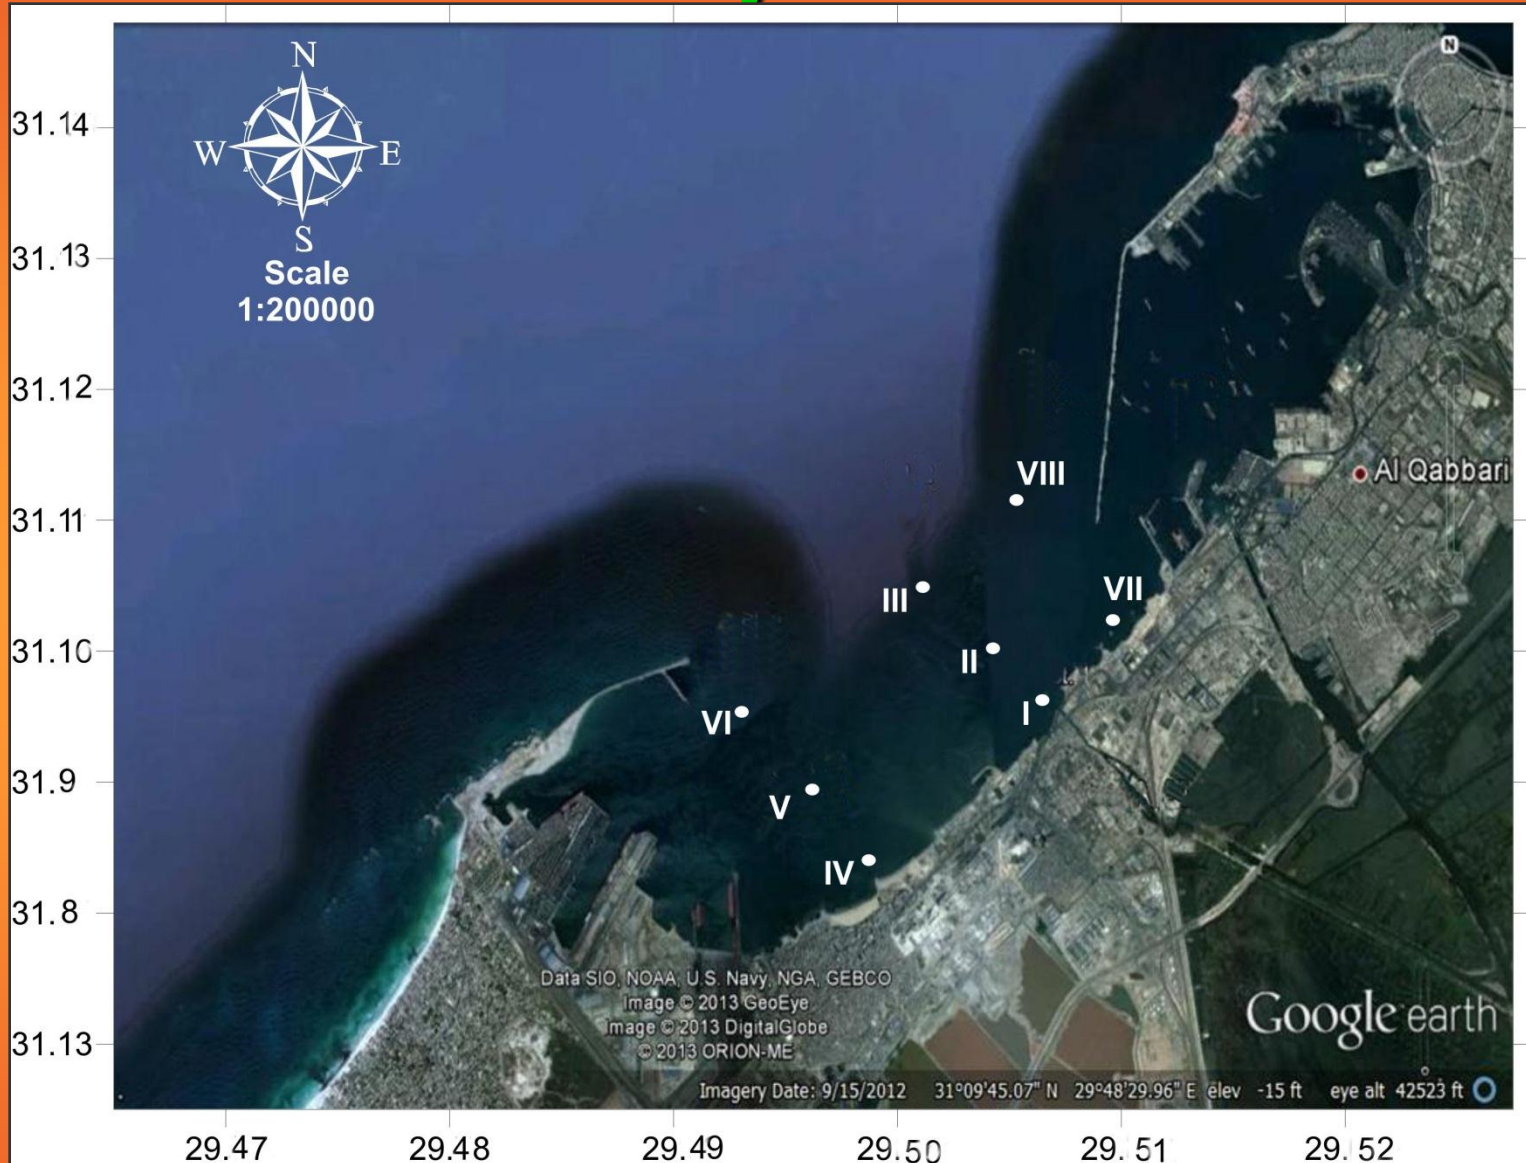 N
W E
S
Scale
1:200000
N
31.14
31.13
31.12
31.11
31.10
31.9
31.8
31.13
VIII
Al Qabbari
III
VII
II
I
VI
V
IV
Data SIO, NOAA, U.S. Navy, NGA, GEBCO
Image © 2013 GeoEye
Image © 2013 DigitalGlobe
© 2013 ORION-ME
Google earth
Imagery Date: 9/15/2012 31°09'45.07" N 29°48'29.96" E elev -15 ft eye alt 42523 ft
29.47 29.48 29.49 29.50 29.51 29.52